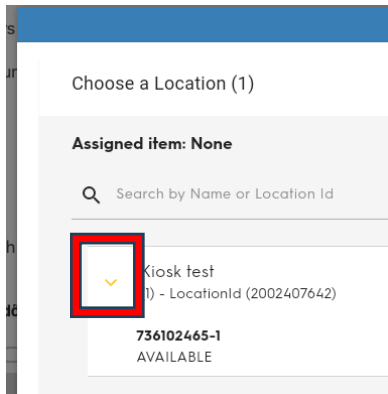 Choose a Location (1)
Assigned item: None
Search by Name or Location Id
Kiosk test
1) - LocationId (2002407642)
736102465-1
AVAILABLE